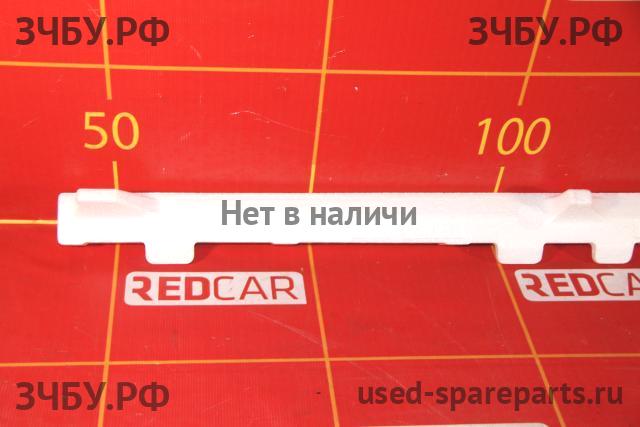 ЗЧБУ.РФ ЗЧБУ.РФ
50 100
Нет в наличи
REDCAR REDCAR
ЗЧБУ.РФ used-spareparts.ru